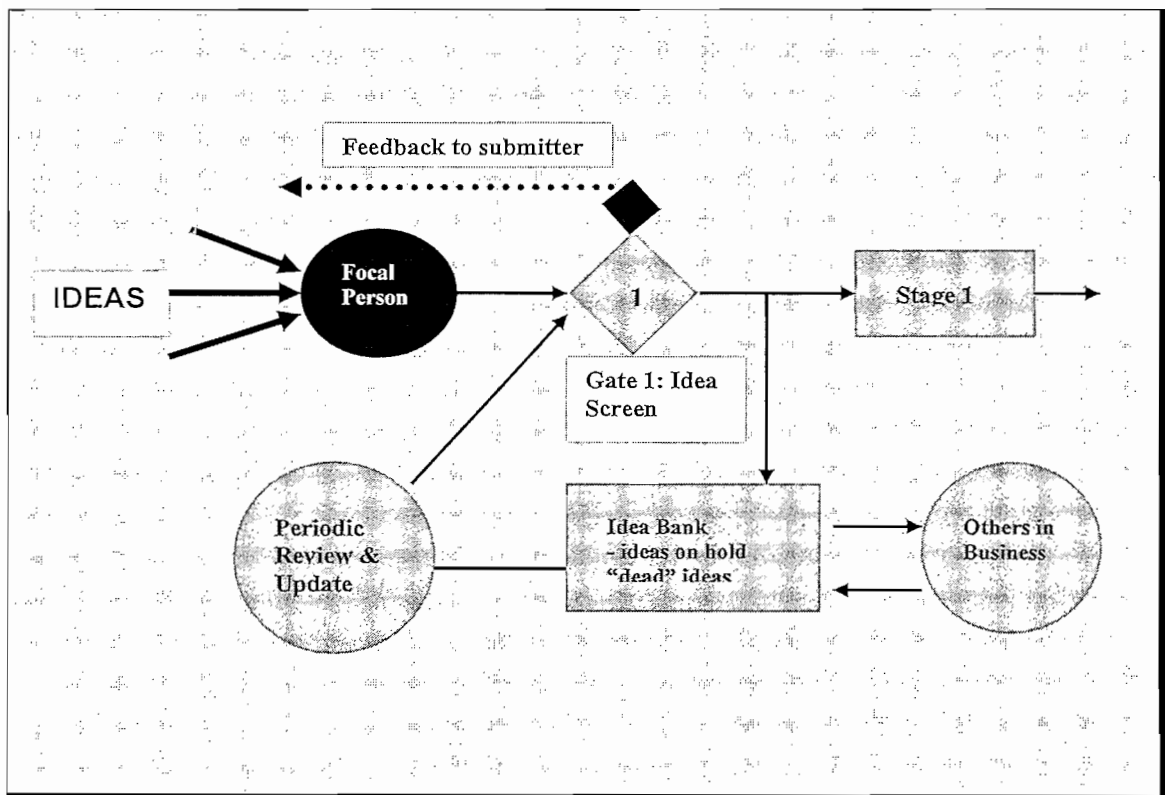 Feedback to submitter
IDEAS
Focal
Person
1
Stage 1
Gate 1: Idea
Screen
Periodic
Review &
Update
Idea Bank
- ideas on hold
“dead” ideas
Others in
Business